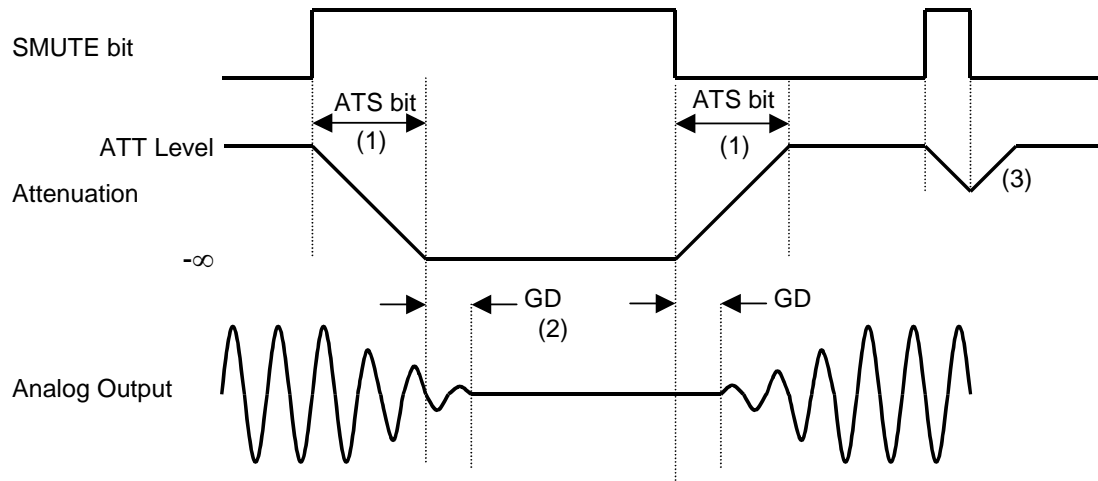 SMUTE bit
ATS bit
(1)
ATS bit
(1)
ATT Level
Attenuation
(3)
-∞
GD
(2)
GD
Analog Output